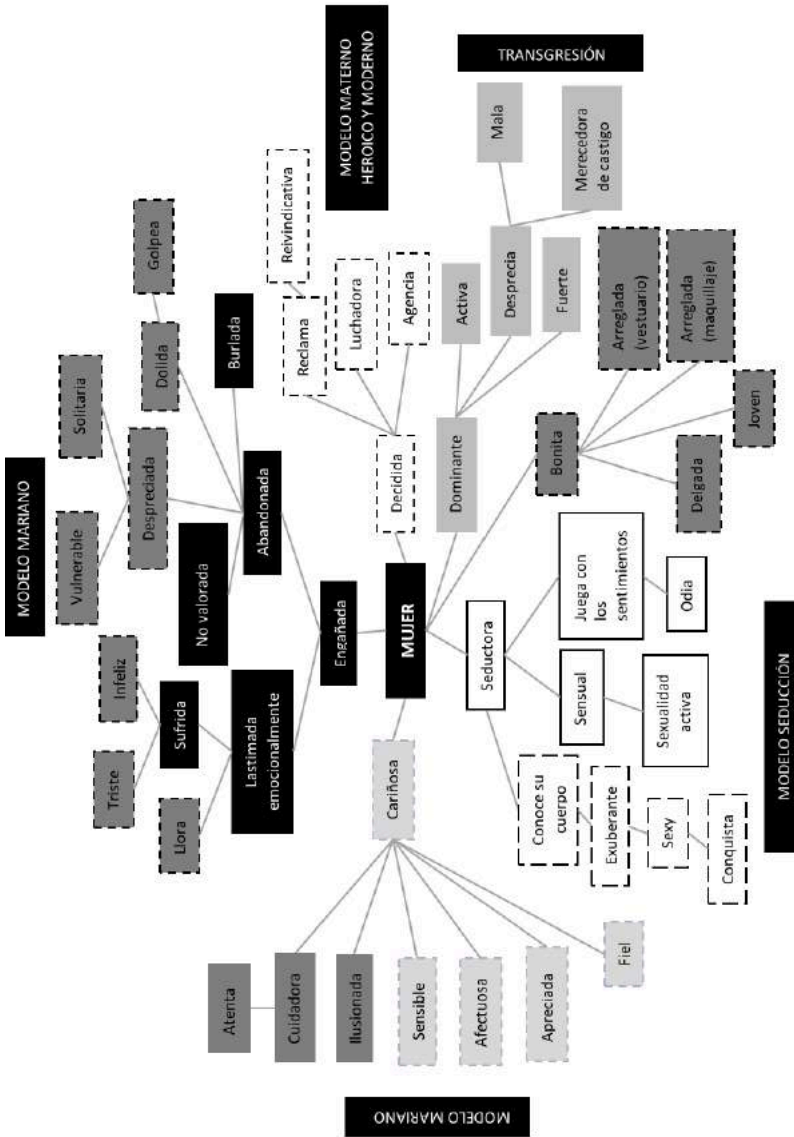 MODELO MARIANO
Vulnerable
Solitaria
Golpea
Despreciada
Dolida
Infeliz
Triste
Llora
Sufrida
No valorada
Abandonada
Burlada
Lastimada
emocionalmente
Engañada
MODELO MATERNO
HEROICO Y MODERNO
Reivindicativa
Reclama
Luchadora
Agencia
Decidida
TRANSGRESIÓN
Mala
Merecedora
de castigo
Activa
Desprecia
Fuerte
Dominante
MUJER
Cariñosa
Atenta
Cuidadora
Ilusionada
Sensible
Afectuosa
Apreciada
Fiel
MODELO MARIANO
Seductora
Conoce su
cuerpo
Exuberante
Sexy
Conquista
Sensual
Sexualidad
activa
Juega con
los
sentimientos
Odia
MODELO SEDUCCIÓN
Bonita
Delgada
Joven
Arreglada
(maquillaje)
Arreglada
(vestuario)